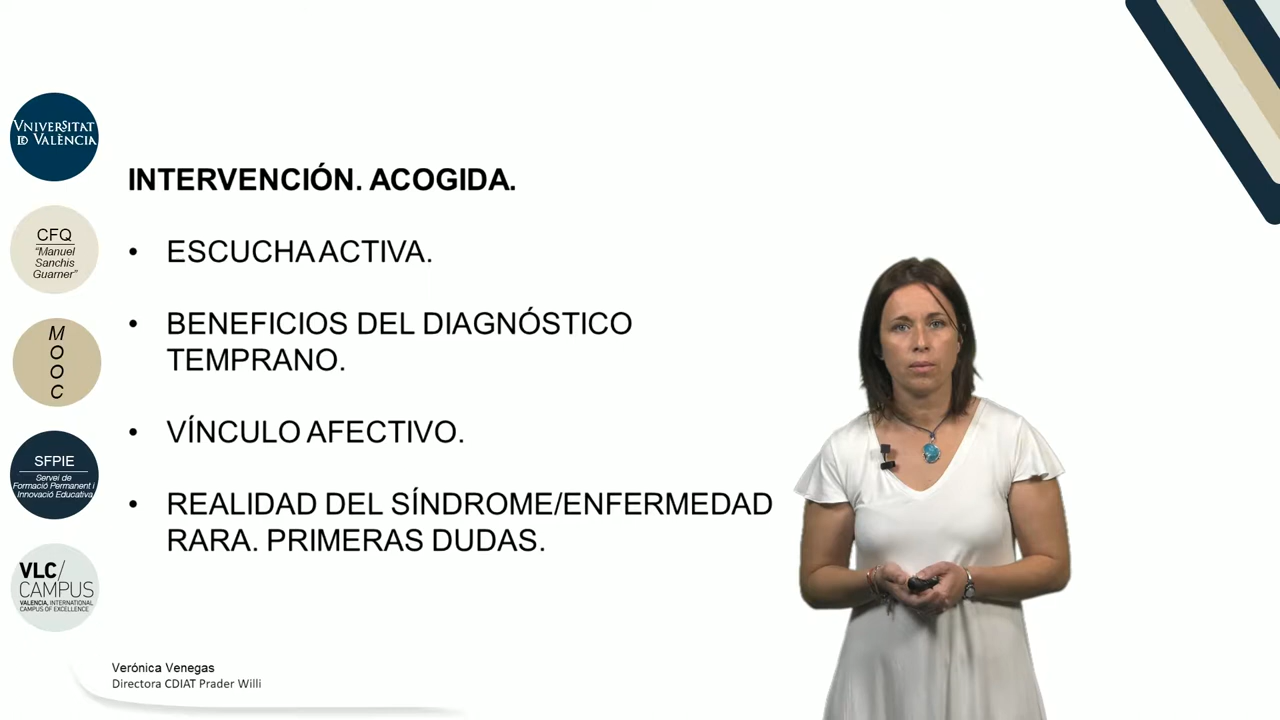 VNIVERSITAT
ID VALÈNCIA
CFQ
"Manuel
Sanchis
Guarner"
M
O
O
C
SFPIE
Servei de
Formació Permanent i
Innovació Educativa
VLC/
CAMPUS
VALENCIA, INTERNATIONAL
CAMPUS OF EXCELLENCE
INTERVENCIÓN. ACOGIDA.
• ESCUCHA ACTIVA.
• BENEFICIOS DEL DIAGNÓSTICO
TEMPRANO.
• VÍNCULO AFECTIVO.
• REALIDAD DEL SÍNDROME/ENFERMEDAD
RARA. PRIMERAS DUDAS.
Verónica Venegas
Directora CDIAT Prader Willi